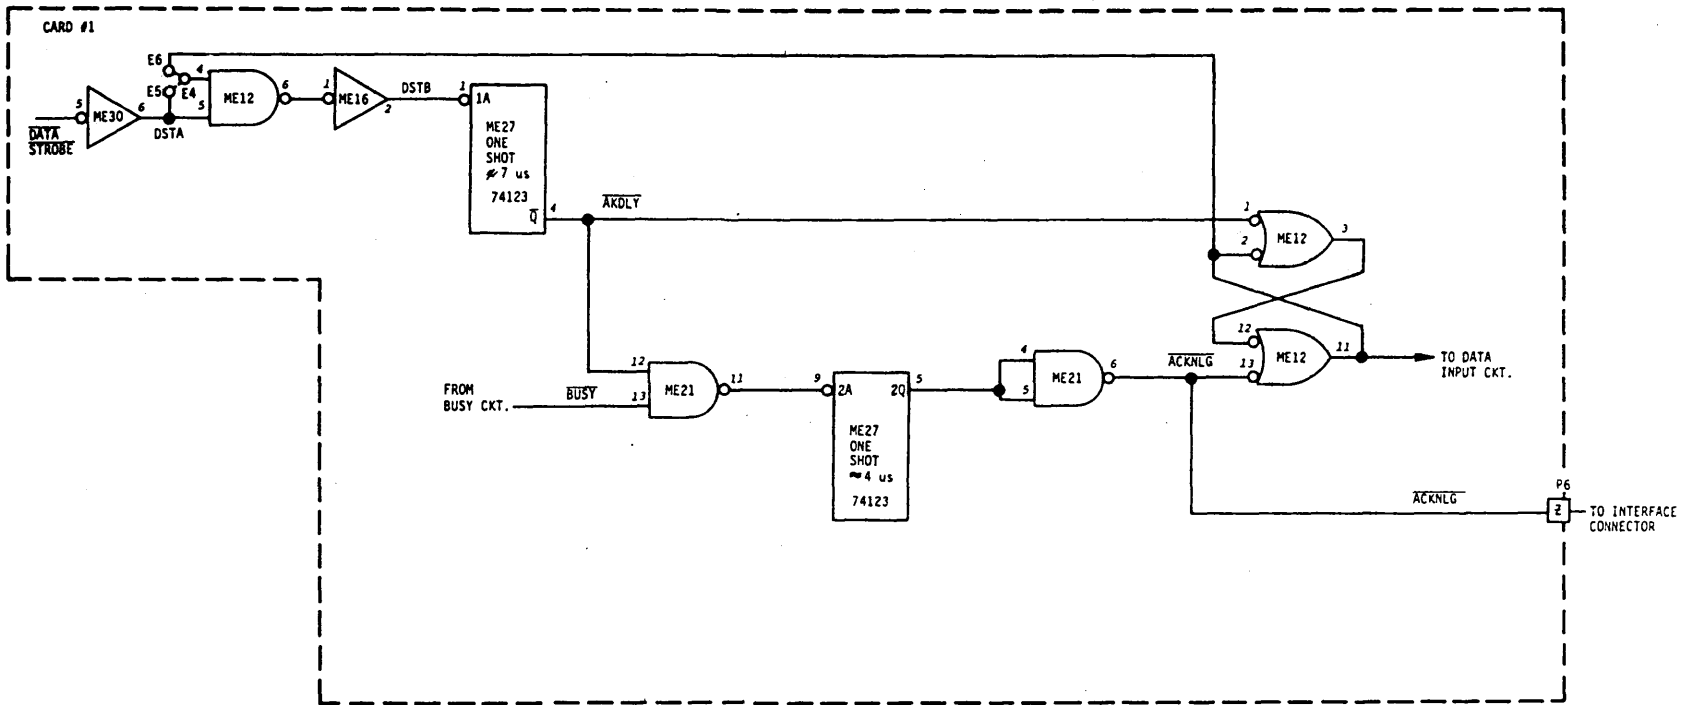 CARD #1
E6
4
E5
E4
5
ME12
6
1
ME16
2
DSTB
5
ME30
6
DSTA
DATA
STROBE
1
1A
ME27
ONE
SHOT
≈7 us
74123
Q
4
AKDLY
1
2
ME12
3
12
13
ME12
11
TO DATA
INPUT CKT.
FROM
BUSY CKT.
BUSY
12
13
ME21
11
9
2A
2Q
5
ME27
ONE
SHOT
≈4 us
74123
4
5
ME21
6
ACKNLG
ACKNLG
P6
Z
TO INTERFACE
CONNECTOR